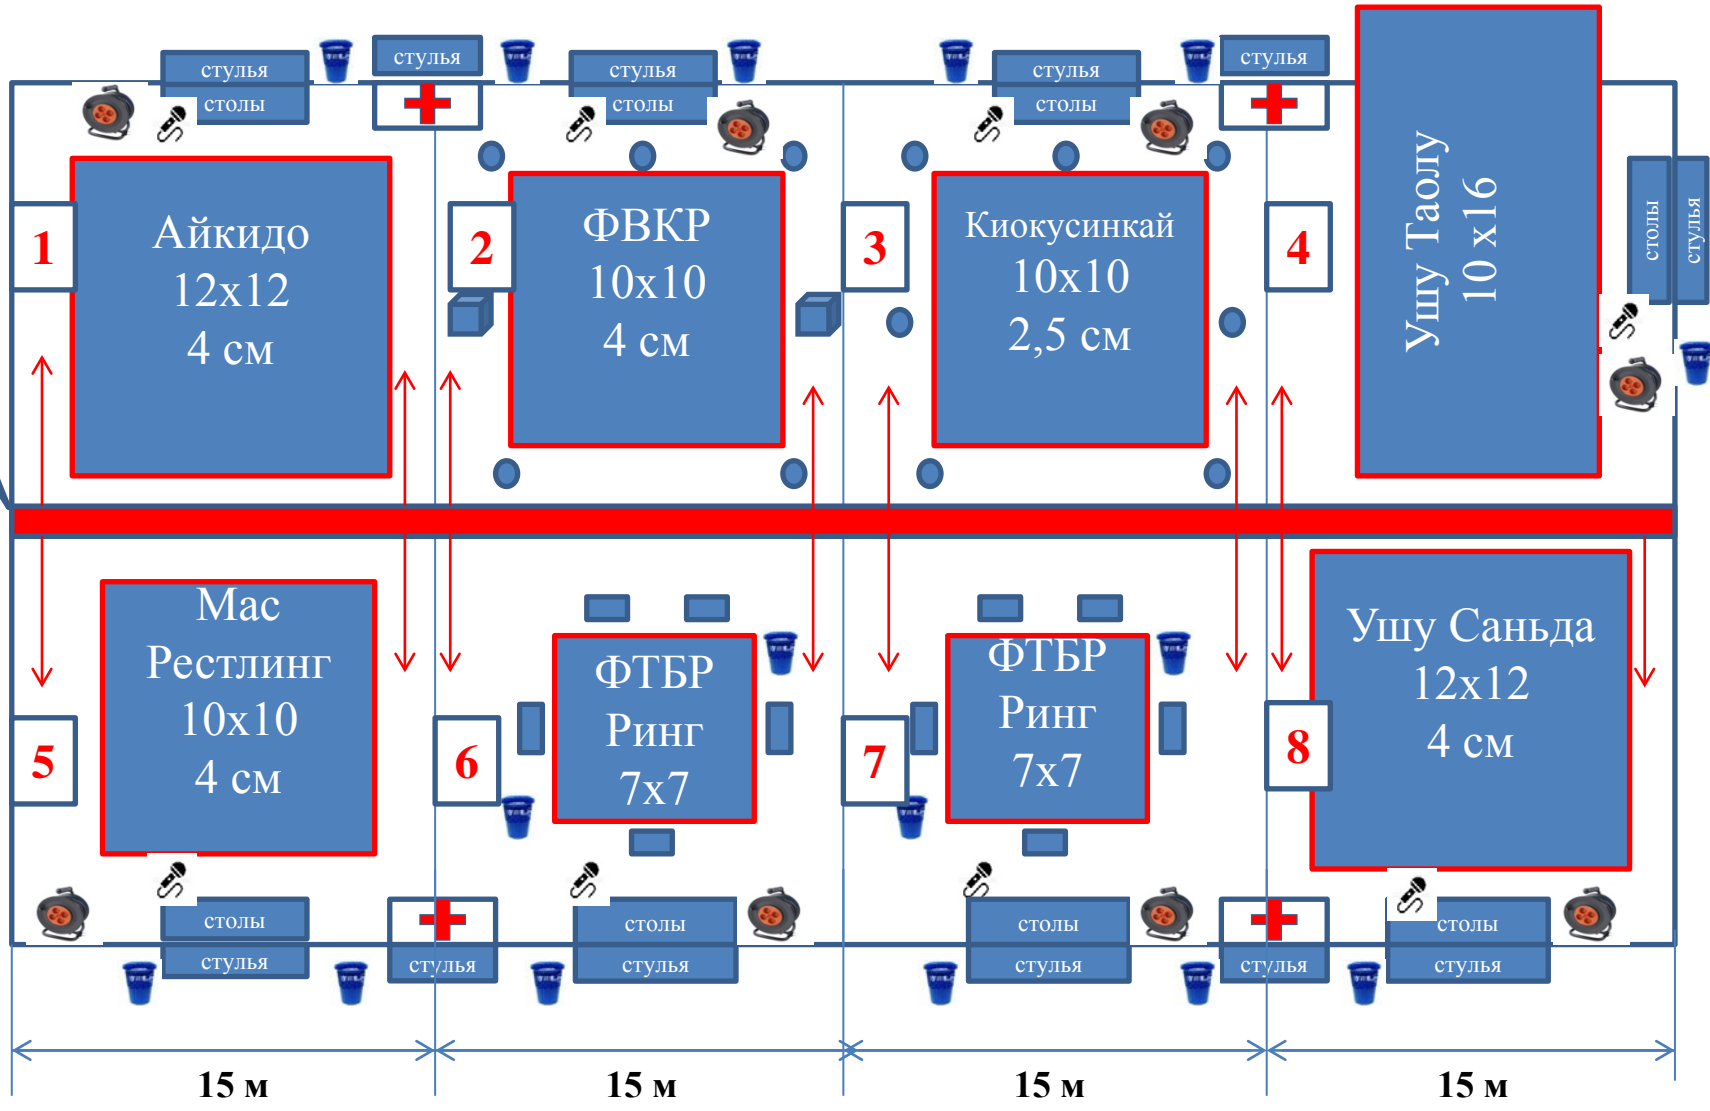 стулья
столы
стулья
стулья
столы
стулья
столы
стулья
1
Айкидо
12х12
4 см
2
ФВКР
10х10
4 см
3
Киокусинкай
10х10
2,5 см
4
Ушу Таолу
10 х16
столы
стулья
5
Мас
Рестлинг
10х10
4 см
6
ФТБР
Ринг
7х7
7
ФТБР
Ринг
7х7
8
Ушу Саньда
12х12
4 см
столы
стулья
стулья
столы
стулья
столы
стулья
стулья
столы
стулья
15 м
15 м
15 м
15 м